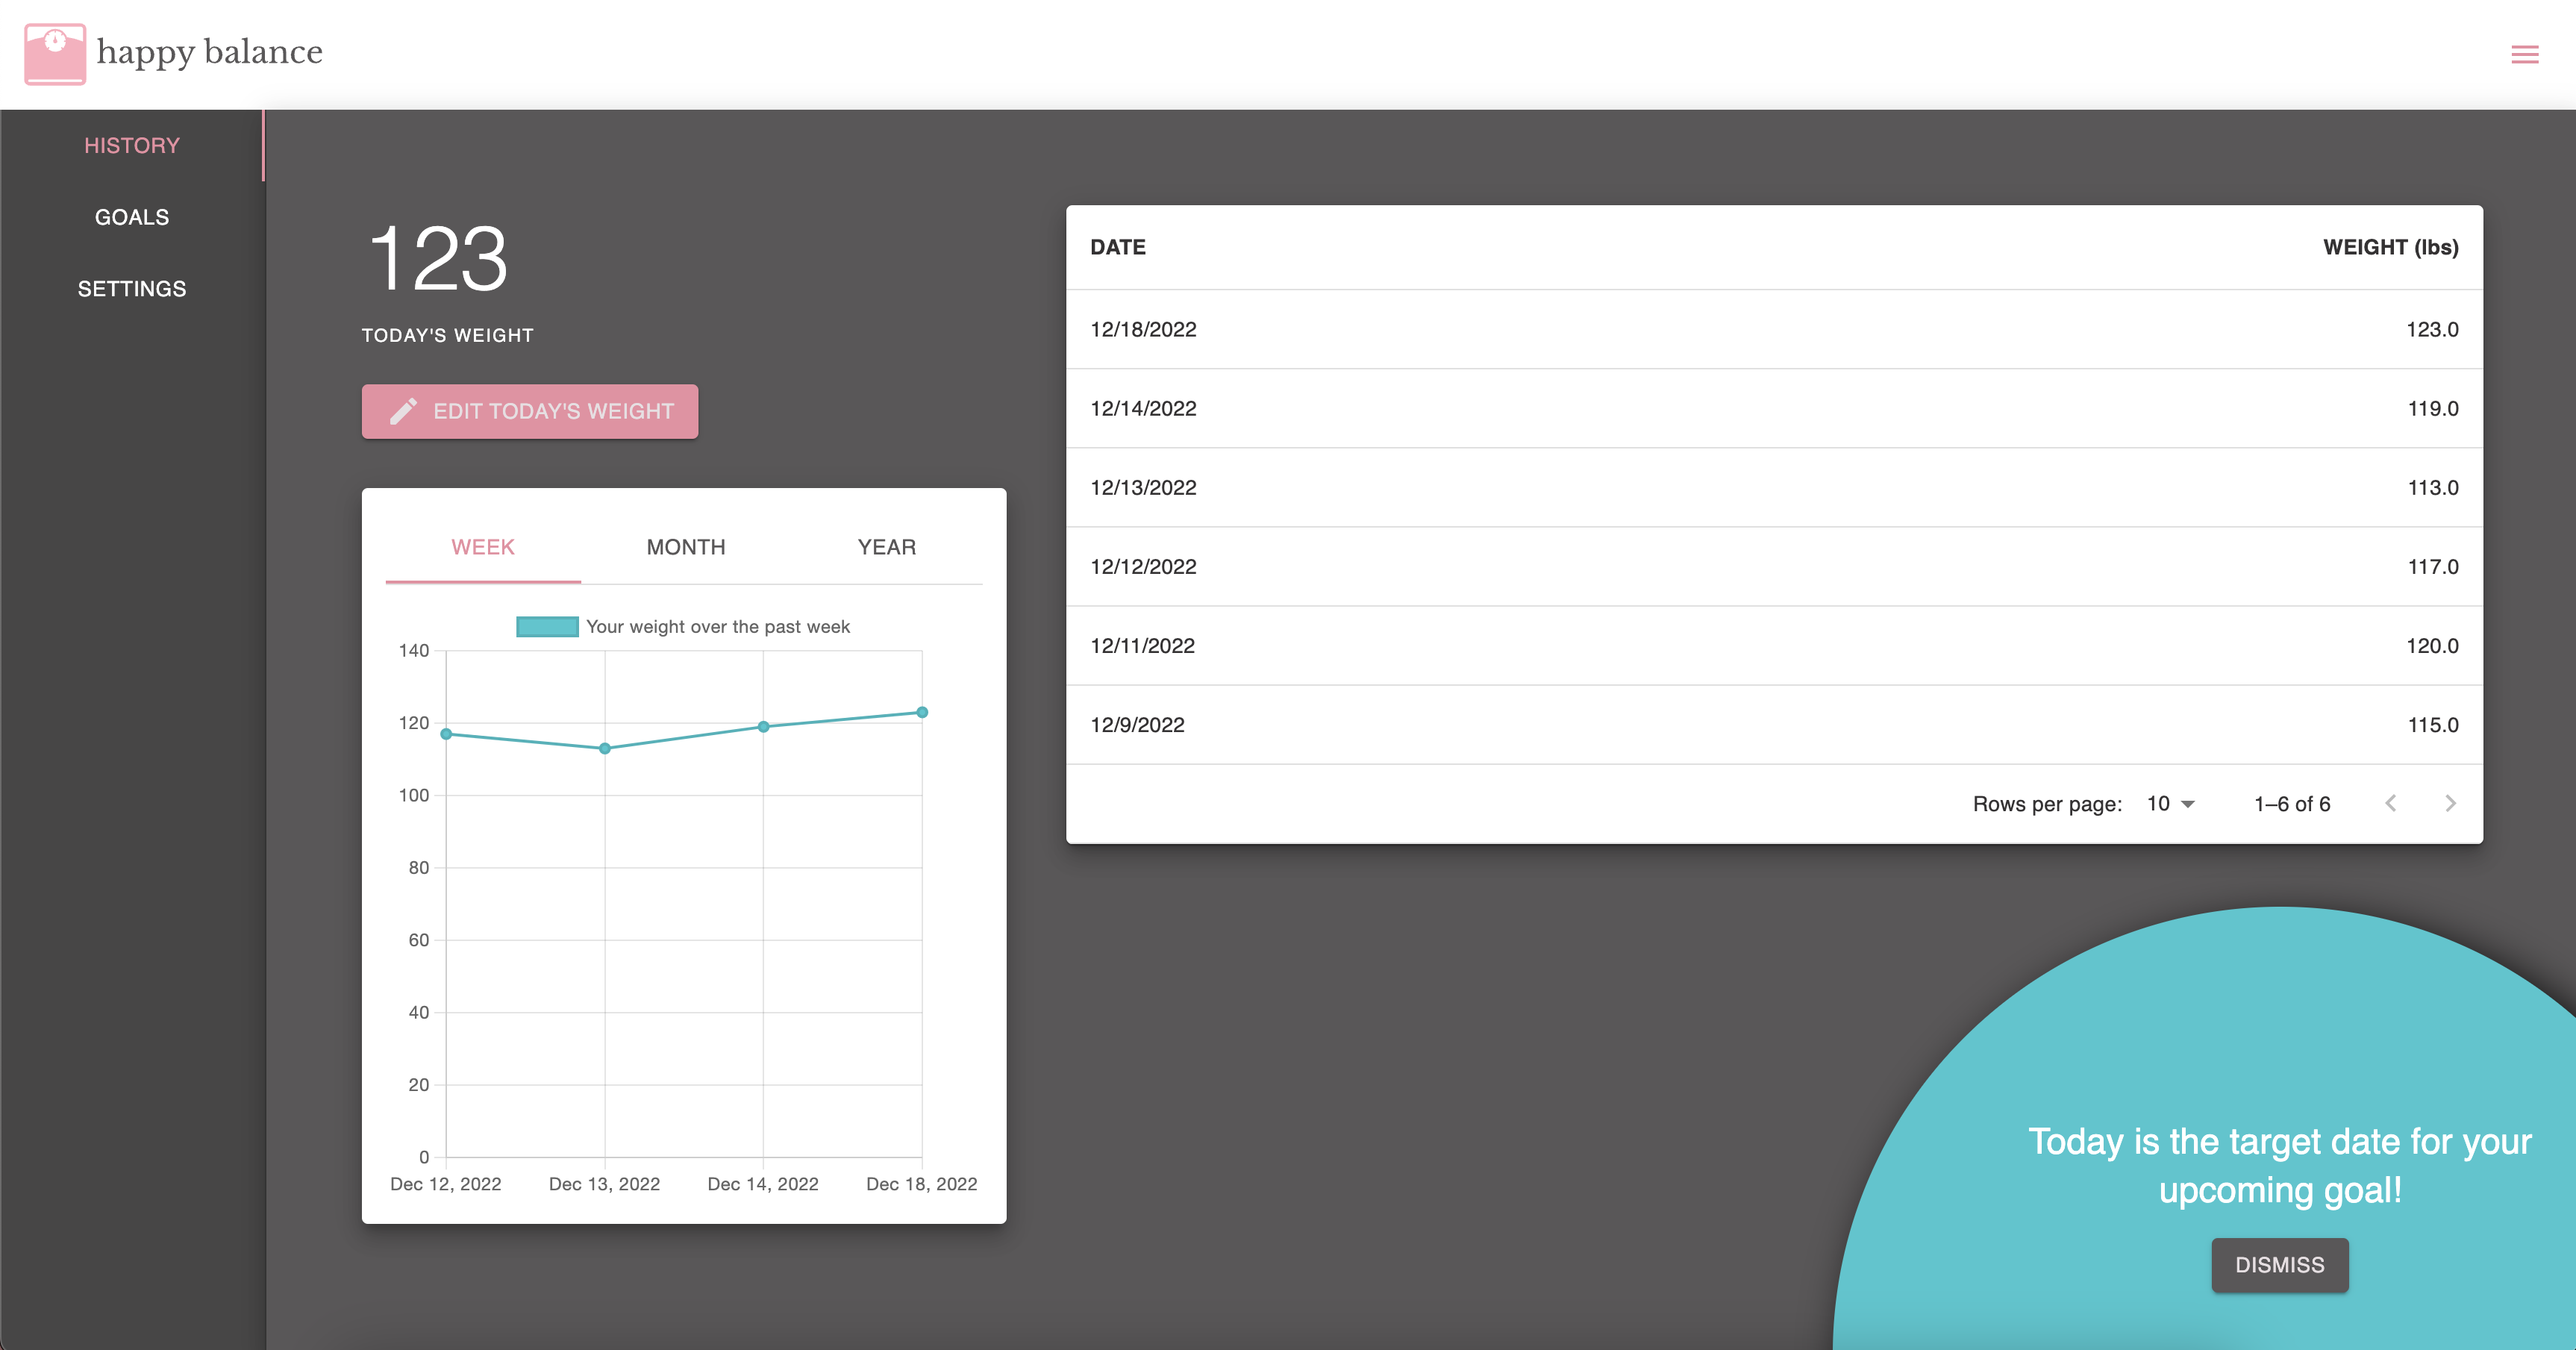 happy balance
HISTORY
GOALS
SETTINGS
123
TODAY'S WEIGHT
EDIT TODAY'S WEIGHT
WEEK MONTH YEAR
Your weight over the past week
140
120
100
80
60
40
20
0
Dec 12, 2022 Dec 13, 2022 Dec 14, 2022 Dec 18, 2022
DATE WEIGHT (lbs)
12/18/2022 123.0
12/14/2022 119.0
12/13/2022 113.0
12/12/2022 117.0
12/11/2022 120.0
12/9/2022 115.0
Rows per page: 10 1–6 of 6
Today is the target date for your
upcoming goal!
DISMISS